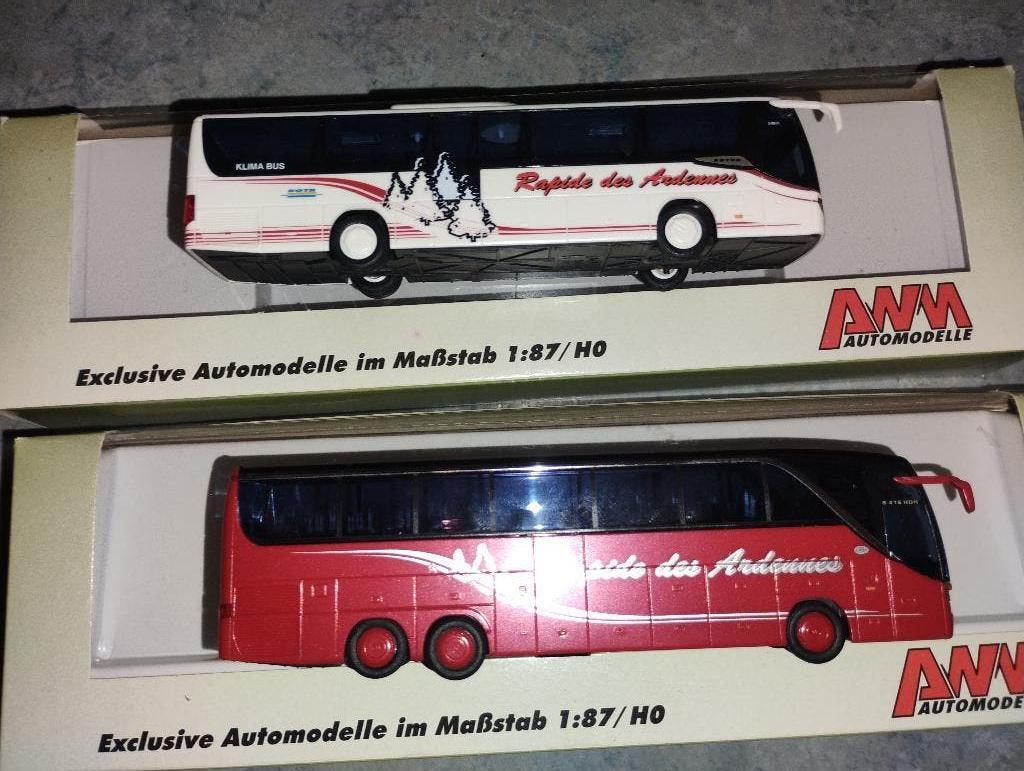 KLIMA BUS
Rapide des Ardennes
Exclusive Automodelle im Maßstab 1:87/H0
AWM
AUTOMODELLE
des Ardennes
Exclusive Automodelle im Maßstab 1:87/H0
AWM
AUTOMODE